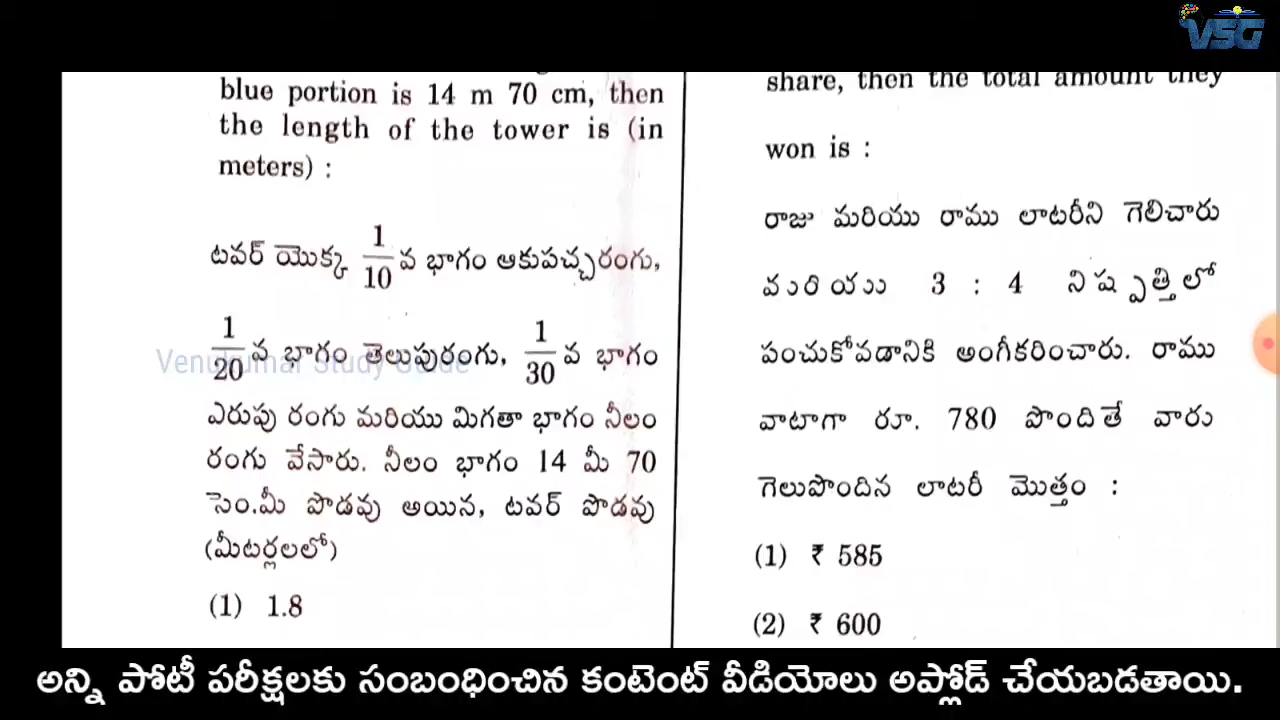 VSG
blue portion is 14 m 70 cm, then
the length of the tower is (in
meters) :
టవర్ యొక్క 1/10 వ భాగం ఆకుపచ్చరంగు,
1/20 వ భాగం తెలుపురంగు, 1/30 వ భాగం
Venukumar Study Guide
ఎరుపు రంగు మరియు మిగతా భాగం నీలం
రంగు వేసారు. నీలం భాగం 14 మీ 70
సెం.మీ పొడవు అయిన, టవర్ పొడవు
(మీటర్లలలో)
(1) 1.8
share, then the total amount they
won is :
రాజు మరియు రాము లాటరీని గెలిచారు
మరియు 3 : 4 నిష్పత్తిలో
పంచుకోవడానికి అంగీకరించారు. రాము
వాటాగా రూ. 780 పొందితే వారు
గెలుపొందిన లాటరీ మొత్తం :
(1) ₹ 585
(2) ₹ 600
అన్ని పోటీ పరీక్షలకు సంబంధించిన కంటెంట్ వీడియోలు అప్లోడ్ చేయబడతాయి.